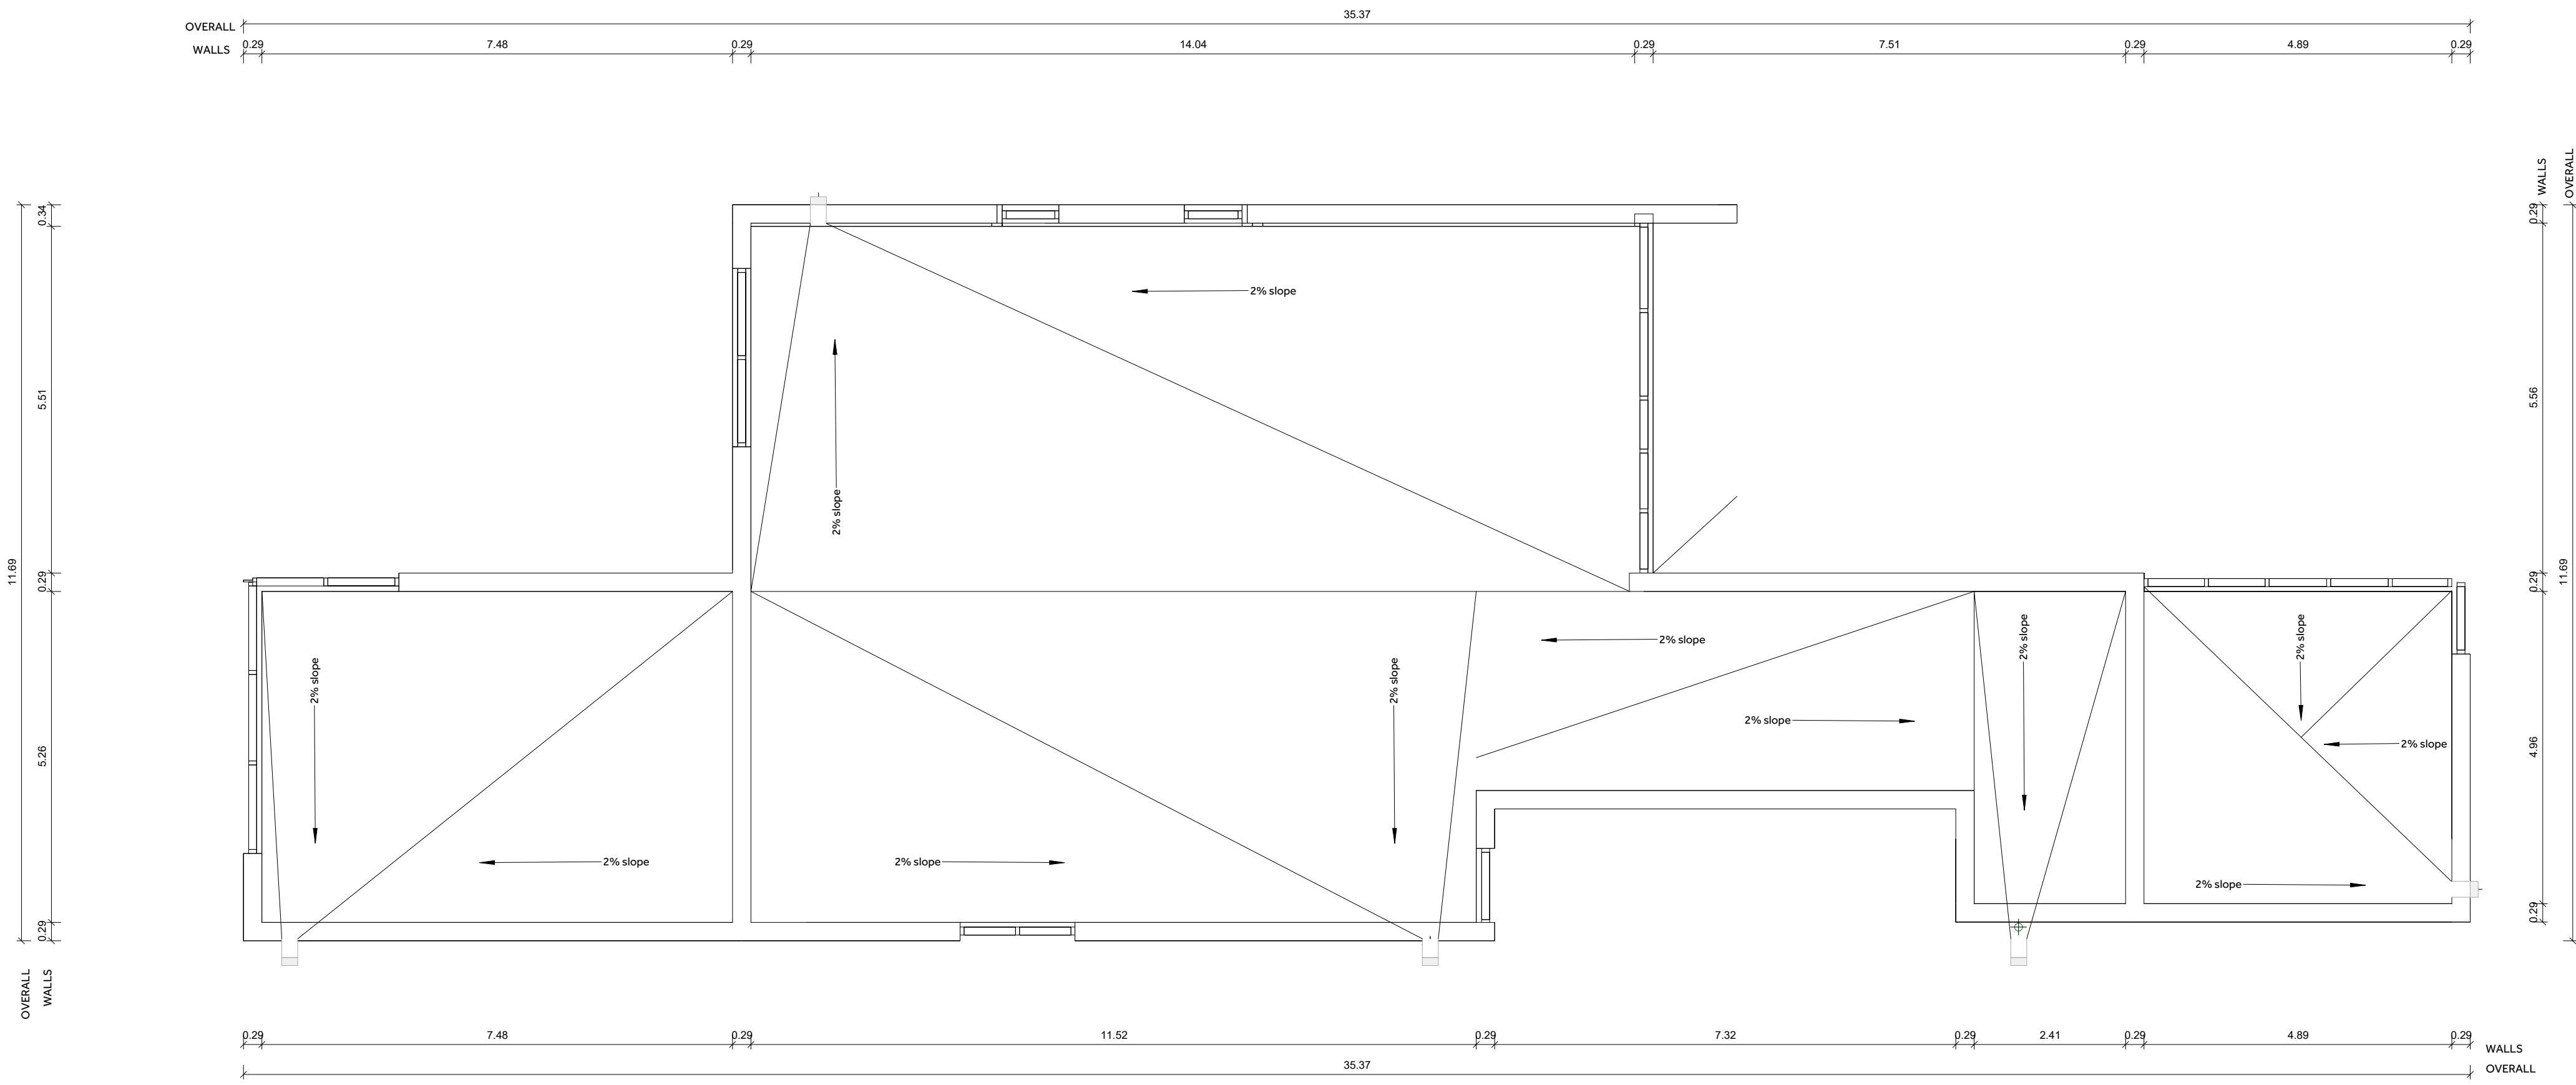 35.37
OVERALL
WALLS
0.29
7.48
0.29
14.04
0.29
7.51
0.29
4.89
0.29
WALLS
OVERALL
0.34
5.51
0.29
5.26
0.29
11.69
OVERALL
WALLS
0.29
5.56
0.29
4.96
0.29
11.69
2% slope
2% slope
2% slope
2% slope
2% slope
2% slope
2% slope
2% slope
2% slope
2% slope
2% slope
2% slope
2% slope
0.29
7.48
0.29
11.52
0.29
7.32
0.29
2.41
0.29
4.89
0.29
WALLS
35.37
OVERALL